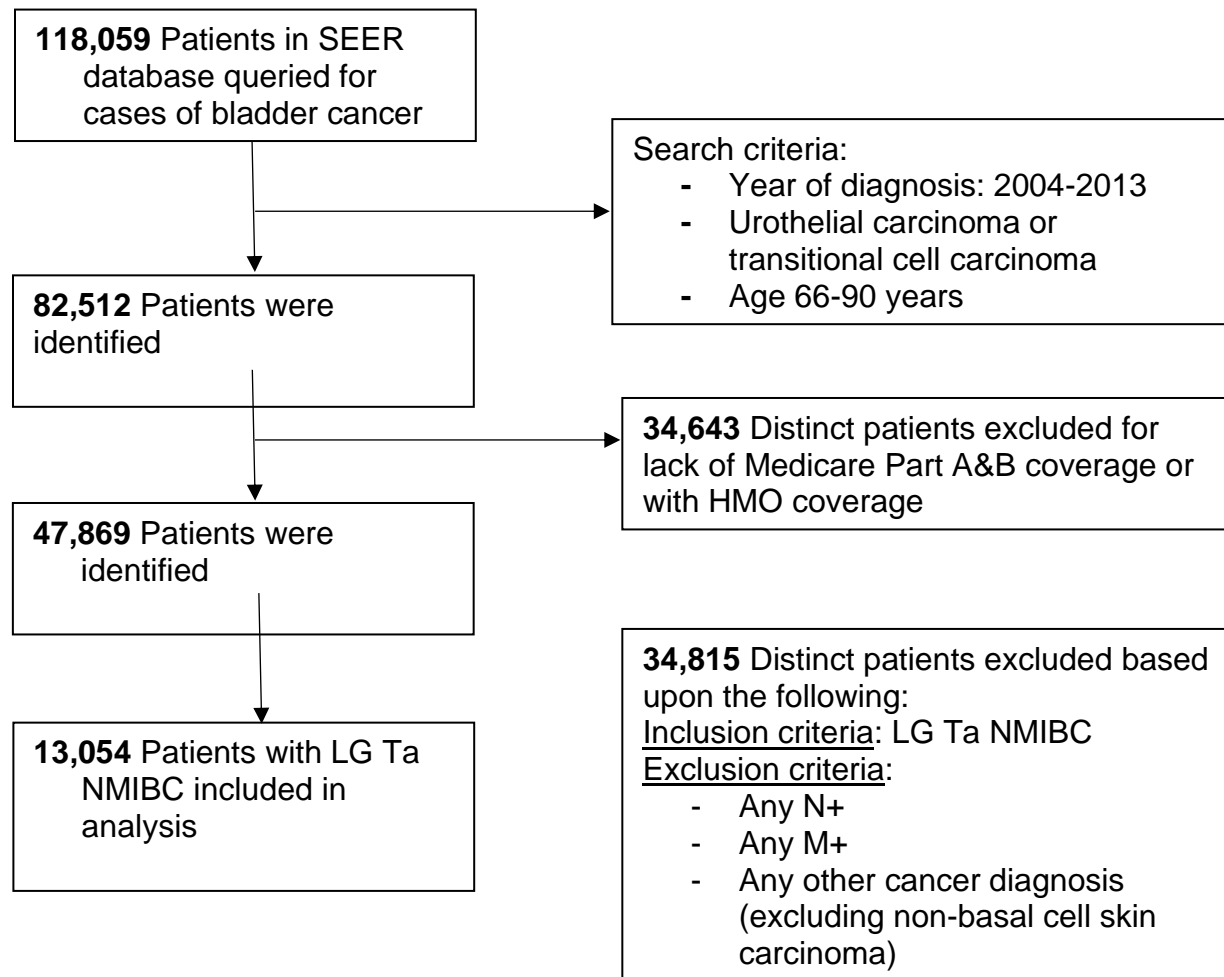 118,059 Patients in SEER
database queried for
cases of bladder cancer
Search criteria:
- Year of diagnosis: 2004-2013
- Urothelial carcinoma or
transitional cell carcinoma
- Age 66-90 years
82,512 Patients were
identified
34,643 Distinct patients excluded for
lack of Medicare Part A&B coverage or
with HMO coverage
47,869 Patients were
identified
34,815 Distinct patients excluded based
upon the following:
Inclusion criteria: LG Ta NMIBC
Exclusion criteria:
- Any N+
- Any M+
- Any other cancer diagnosis
(excluding non-basal cell skin
carcinoma)
13,054 Patients with LG Ta
NMIBC included in
analysis